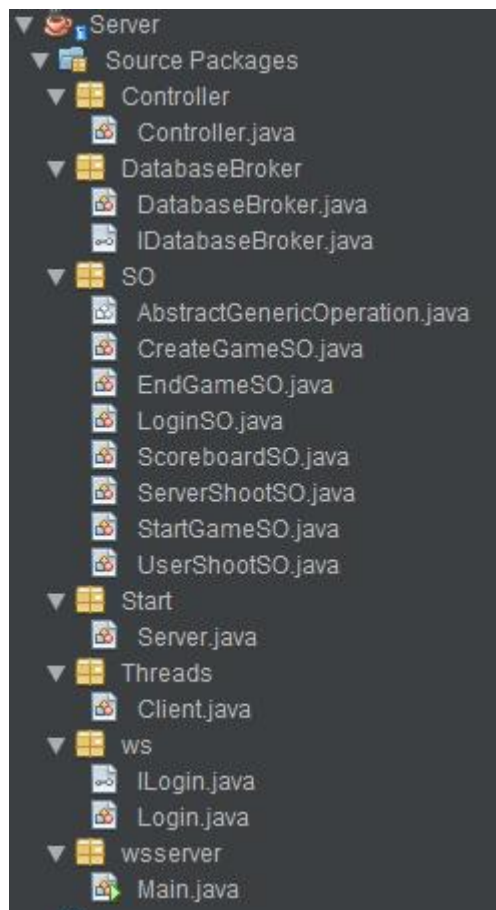 Server
Source Packages
Controller
Controller.java
DatabaseBroker
DatabaseBroker.java
IDatabaseBroker.java
SO
AbstractGenericOperation.java
CreateGameSO.java
EndGameSO.java
LoginSO.java
ScoreboardSO.java
ServerShootSO.java
StartGameSO.java
UserShootSO.java
Start
Server.java
Threads
Client.java
ws
ILogin.java
Login.java
wsserver
Main.java